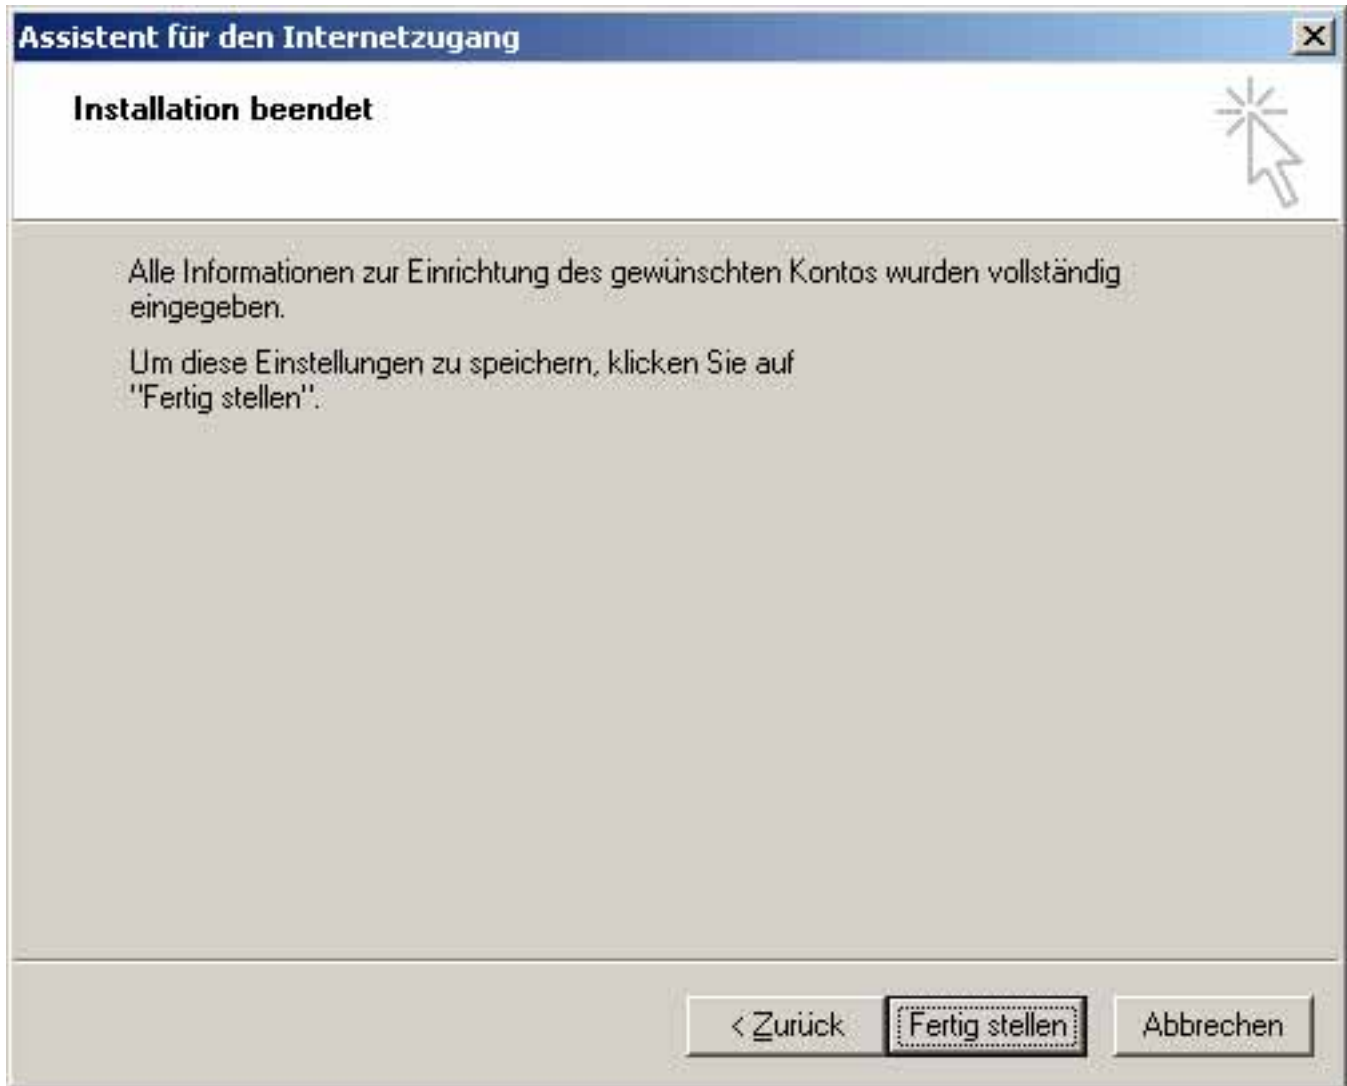 Assistent für den Internetzugang
Installation beendet
Alle Informationen zur Einrichtung des gewünschten Kontos wurden vollständig
eingegeben.
Um diese Einstellungen zu speichern, klicken Sie auf
"Fertig stellen".
< Zurück
Fertig stellen
Abbrechen